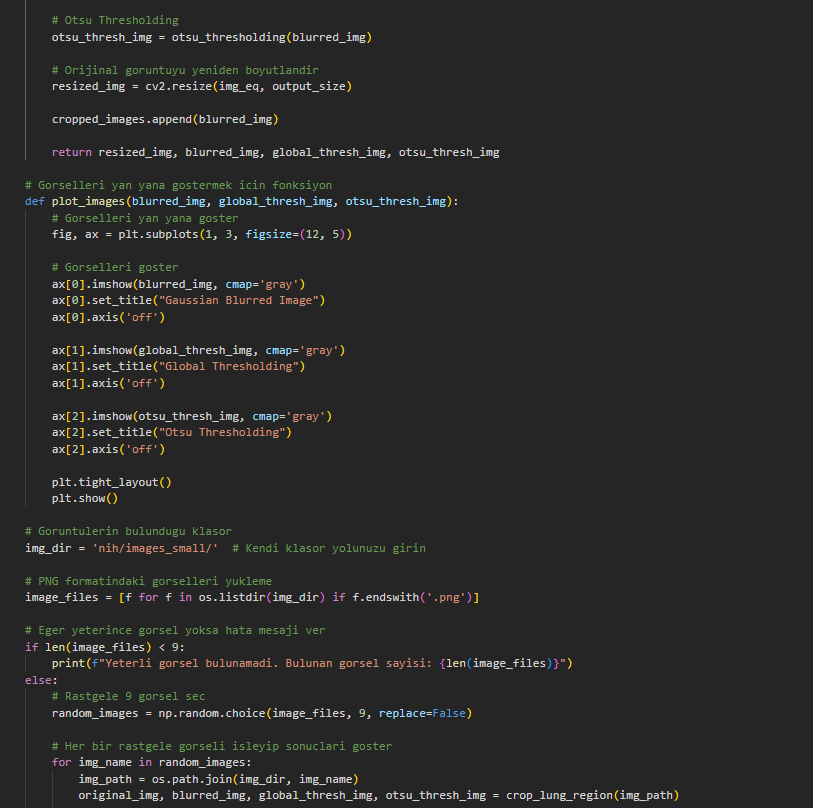 # Otsu Thresholding
otsu_thresh_img = otsu_thresholding(blurred_img)
# Orijinal goruntuyu yeniden boyutlandir
resized_img = cv2.resize(img_eq, output_size)
cropped_images.append(blurred_img)
return resized_img, blurred_img, global_thresh_img, otsu_thresh_img
# Gorselleri yan yana gostermek icin fonksiyon
def plot_images(blurred_img, global_thresh_img, otsu_thresh_img):
# Gorselleri yan yana goster
fig, ax = plt.subplots(1, 3, figsize=(12, 5))
# Gorselleri goster
ax[0].imshow(blurred_img, cmap='gray')
ax[0].set_title("Gaussian Blurred Image")
ax[0].axis('off')
ax[1].imshow(global_thresh_img, cmap='gray')
ax[1].set_title("Global Thresholding")
ax[1].axis('off')
ax[2].imshow(otsu_thresh_img, cmap='gray')
ax[2].set_title("Otsu Thresholding")
ax[2].axis('off')
plt.tight_layout()
plt.show()
# Goruntulerin bulundugu klasor
img_dir = 'nih/images_small/'  # Kendi klasor yolunuzu girin
# PNG formatindaki gorselleri yukleme
image_files = [f for f in os.listdir(img_dir) if f.endswith('.png')]
# Eger yeterince gorsel yoksa hata mesaji ver
if len(image_files) < 9:
print(f"Yeterli gorsel bulunamadi. Bulunan gorsel sayisi: {len(image_files)}")
else:
# Rastgele 9 gorsel sec
random_images = np.random.choice(image_files, 9, replace=False)
# Her bir rastgele gorseli isleyip sonuclari goster
for img_name in random_images:
img_path = os.path.join(img_dir, img_name)
original_img, blurred_img, global_thresh_img, otsu_thresh_img = crop_lung_region(img_path)